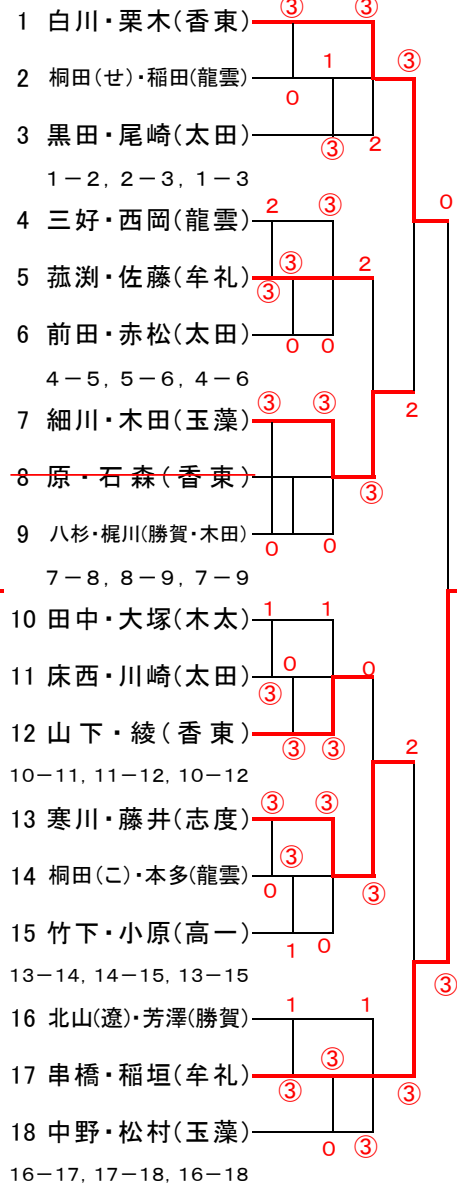 ③ ③
1 白川・栗木(香東)
1 ③
2 桐田(せ)・稲田(龍雲)
0
3 黒田・尾崎(太田)
③ 2
1－2, 2－3, 1－3
0
2 ③
4 三好・西岡(龍雲)
③ 2
5 菰渕・佐藤(牟礼)
③
6 前田・赤松(太田)
0 0
4－5, 5－6, 4－6
③ ③ 2
7 細川・木田(玉藻)
8 原・石森(香東)
③
9 八杉・梶川(勝賀・木田)
0 0
7－8, 8－9, 7－9
1 1
10 田中・大塚(木太)
0 0
11 床西・川崎(太田)
③
12 山下・綾(香東)
③ ③ 2
10－11, 11－12, 10－12
③ ③
13 寒川・藤井(志度)
③
14 桐田(こ)・本多(龍雲)
0 ③
15 竹下・小原(高一)
1 0
13－14, 14－15, 13－15
③
1 1
16 北山(遼)・芳澤(勝賀)
③
17 串橋・稲垣(牟礼)
③ ③
18 中野・松村(玉藻)
0 ③
16－17, 17－18, 16－18